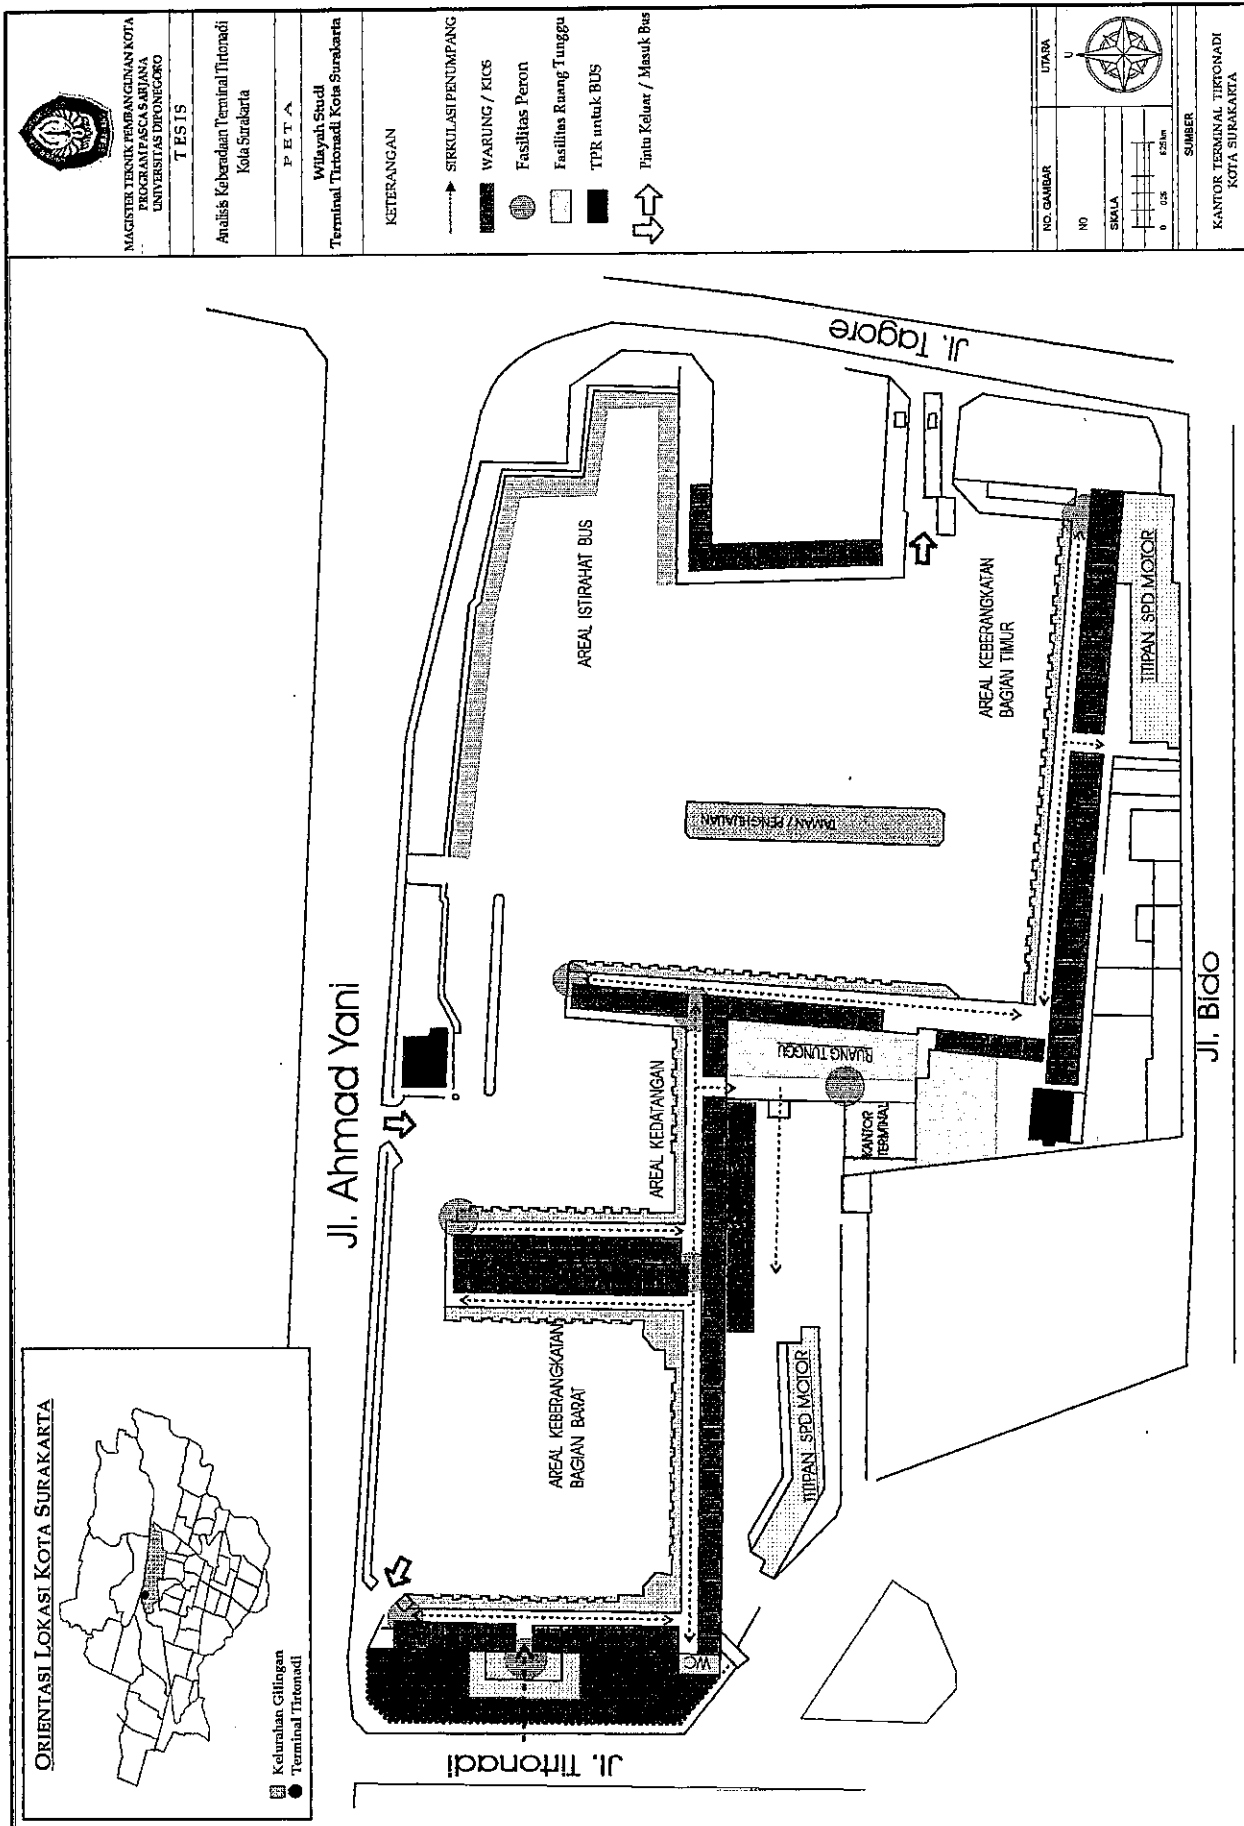 MAGISTER TEKNIK PEMBANGUNAN KOTA
PROGRAM PASCA SARJANA
UNIVERSITAS DIPONEGORO
TESIS
Analisis Keberadaan Terminal Tirtonadi
Kota Surakarta
PETA
Wilayah Studi
Terminal Tirtonadi Kota Surakarta
KETERANGAN
SIRKULASI PENUMPANG
WARUNG / KIOS
Fasilitas Peron
Fasilitas Ruang Tunggu
TPR untuk BUS
Pintu Keluar / Masuk Bus
NO. GAMBAR
UTARA
NO
U
SKALA
0 025 625km
SUMBER
KANTOR TERMINAL TIRTONADI
KOTA SURAKARTA
ORIENTASI LOKASI KOTA SURAKARTA
Kelurahan Gilingan
Terminal Tirtonadi
Jl. Ahmad Yani
Jl. Tagore
AREAL ISTIRAHAT BUS
AREAL KEBERANGKATAN
BAGIAN TIMUR
TITIPAN SPD MOTOR
TAMAN / PENGHIJAUAN
AREAL KEDATANGAN
RUANG TUNGGU
KANTOR
TERMINAL
AREAL KEBERANGKATAN
BAGIAN BARAT
TITIPAN SPD MOTOR
WC
Jl. Tirtonadi
Jl. Bido